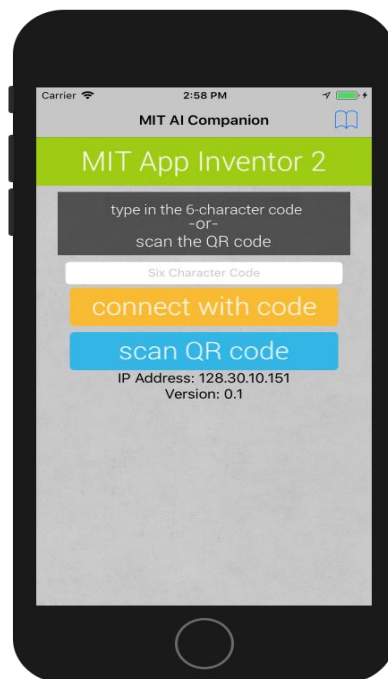 Carrier 2:58 PM
MIT AI Companion
MIT App Inventor 2
type in the 6-character code
-or-
scan the QR code
Six Character Code
connect with code
scan QR code
IP Address: 128.30.10.151
Version: 0.1